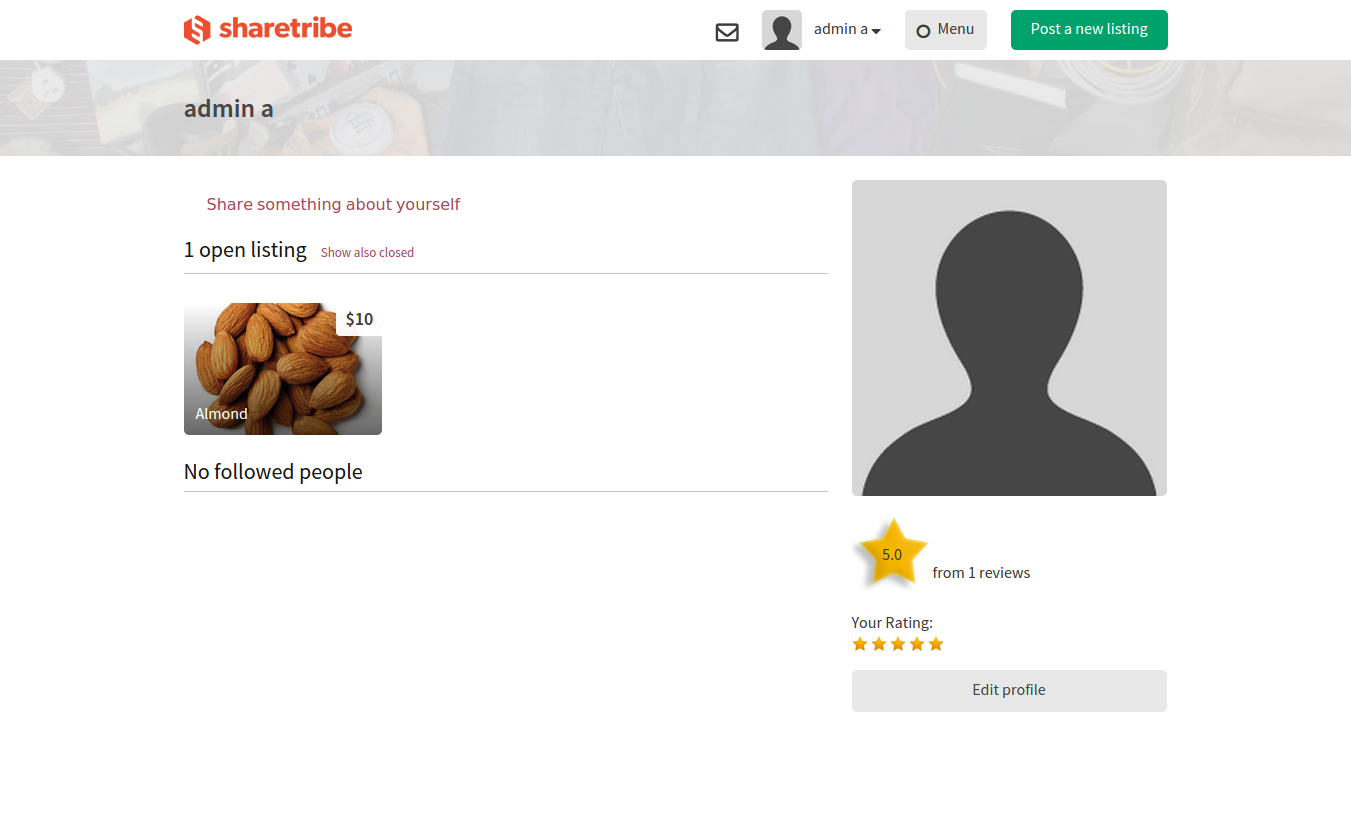 sharetribe
admin a
Menu
Post a new listing
admin a
Share something about yourself
1 open listing Show also closed
$10
Almond
No followed people
5.0
from 1 reviews
Your Rating:
Edit profile